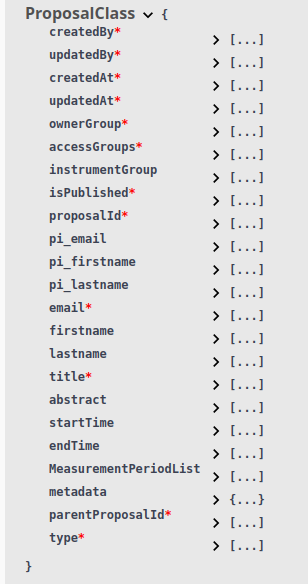 ProposalClass {
createdBy* > [...]
updatedBy* > [...]
createdAt* > [...]
updatedAt* > [...]
ownerGroup* > [...]
accessGroups* > [...]
instrumentGroup > [...]
isPublished* > [...]
proposalId* > [...]
pi_email > [...]
pi_firstname > [...]
pi_lastname > [...]
email* > [...]
firstname > [...]
lastname > [...]
title* > [...]
abstract > [...]
startTime > [...]
endTime > [...]
MeasurementPeriodList > [...]
metadata > {...}
parentProposalId* > [...]
type* > [...]
}